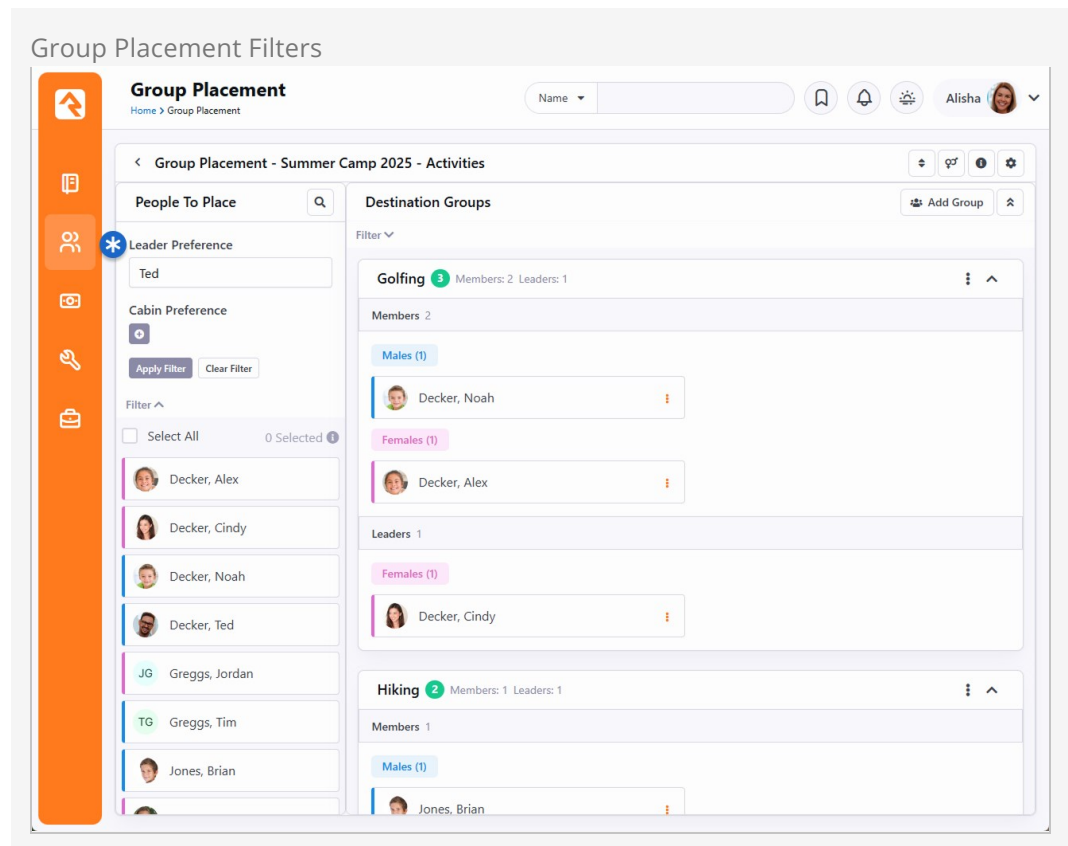 Group Placement Filters
Group Placement
Home > Group Placement
Name
Alisha
Group Placement - Summer Camp 2025 - Activities
People To Place
Destination Groups
Add Group
Filter
Leader Preference
Ted
Cabin Preference
Apply Filter
Clear Filter
Filter
Select All
0 Selected
Decker, Alex
Decker, Cindy
Decker, Noah
Decker, Ted
JG Greggs, Jordan
TG Greggs, Tim
Jones, Brian
Golfing 3 Members: 2 Leaders: 1
Members 2
Males (1)
Decker, Noah
Females (1)
Decker, Alex
Leaders 1
Females (1)
Decker, Cindy
Hiking 2 Members: 1 Leaders: 1
Members 1
Males (1)
Jones, Brian